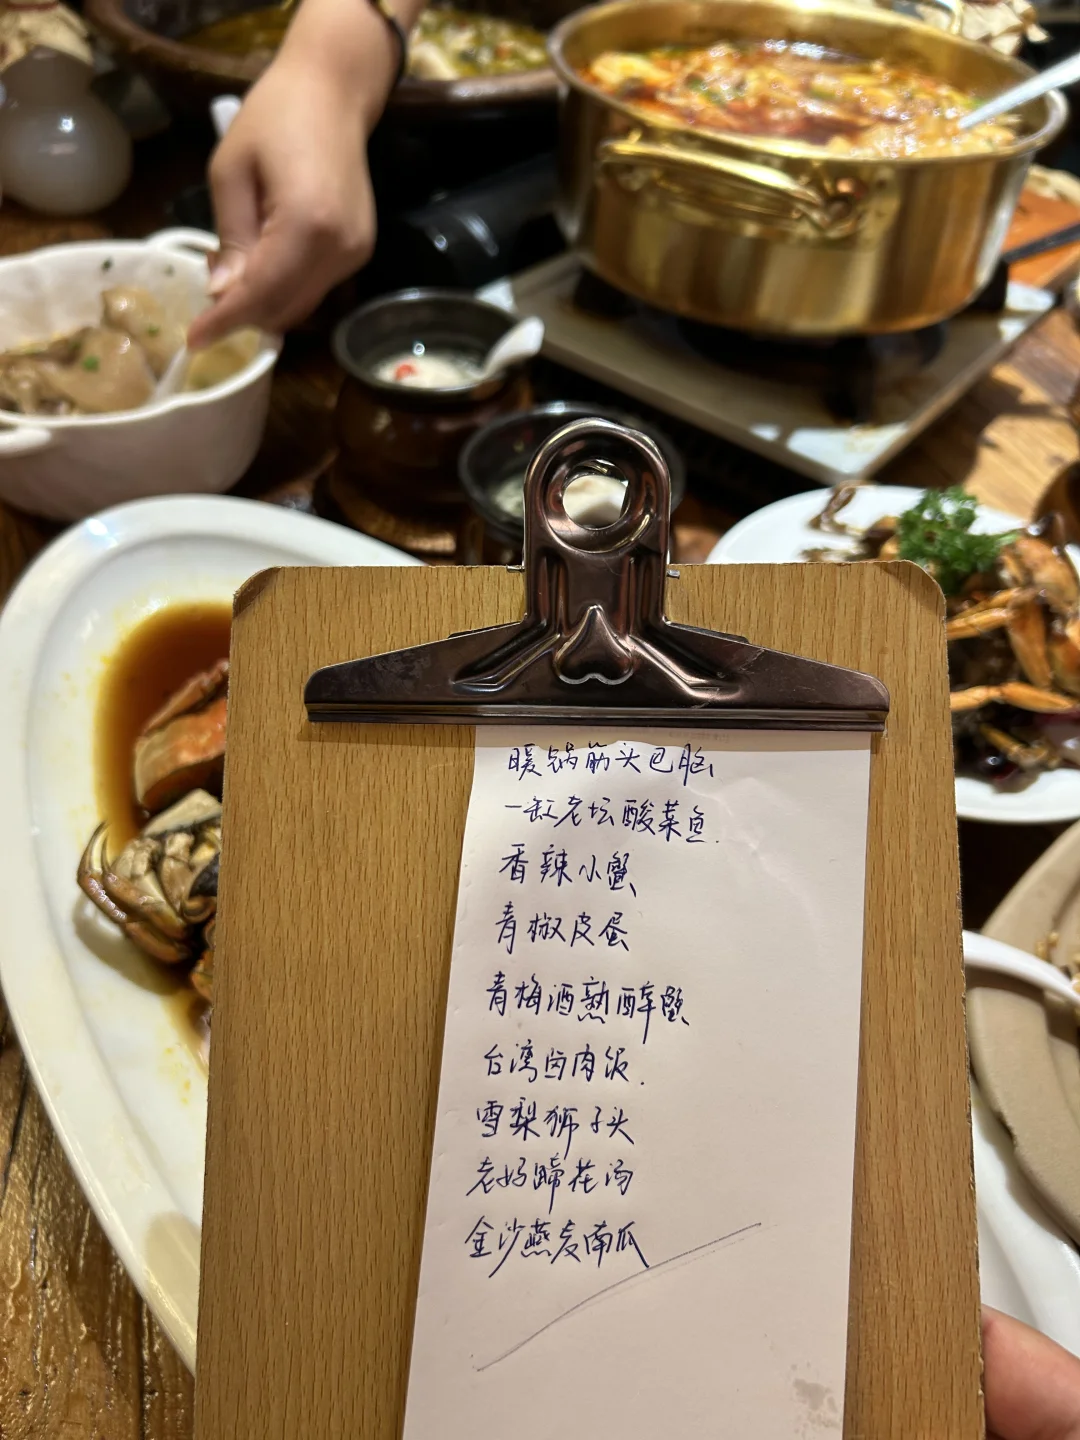 暖锅筋头巴脑
一缸老坛酸菜鱼.
香辣小蟹
青椒皮蛋
青梅酒熟醉蟹
台湾卤肉饭.
雪梨狮子头
老妈蹄花汤
金沙燕麦南瓜